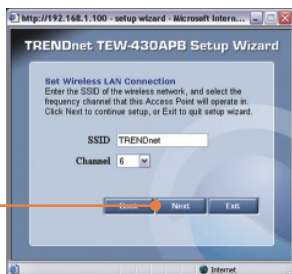 http://192.168.1.100 - setup wizard - Microsoft Intern...
TRENDnet TEW-430APB Setup Wizard
Set Wireless LAN Connection
Enter the SSID of the wireless network, and select the
frequency channel that this Access Point will operate in.
Click Next to continue setup, or Exit to quit setup wizard.
SSID TRENDnet
Channel 6
Back Next Exit
Internet